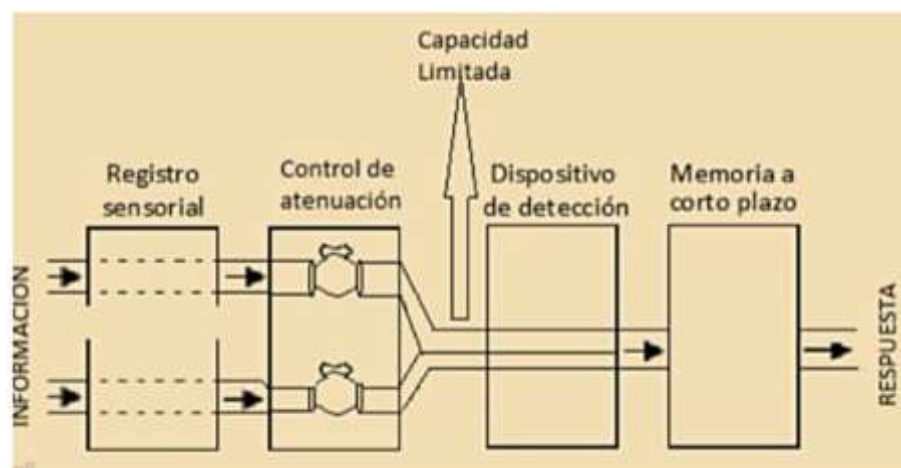 Capacidad
Limitada
Registro
sensorial
Control de
atenuación
Dispositivo
de detección
Memoria a
corto plazo
INFORMACION
RESPUESTA